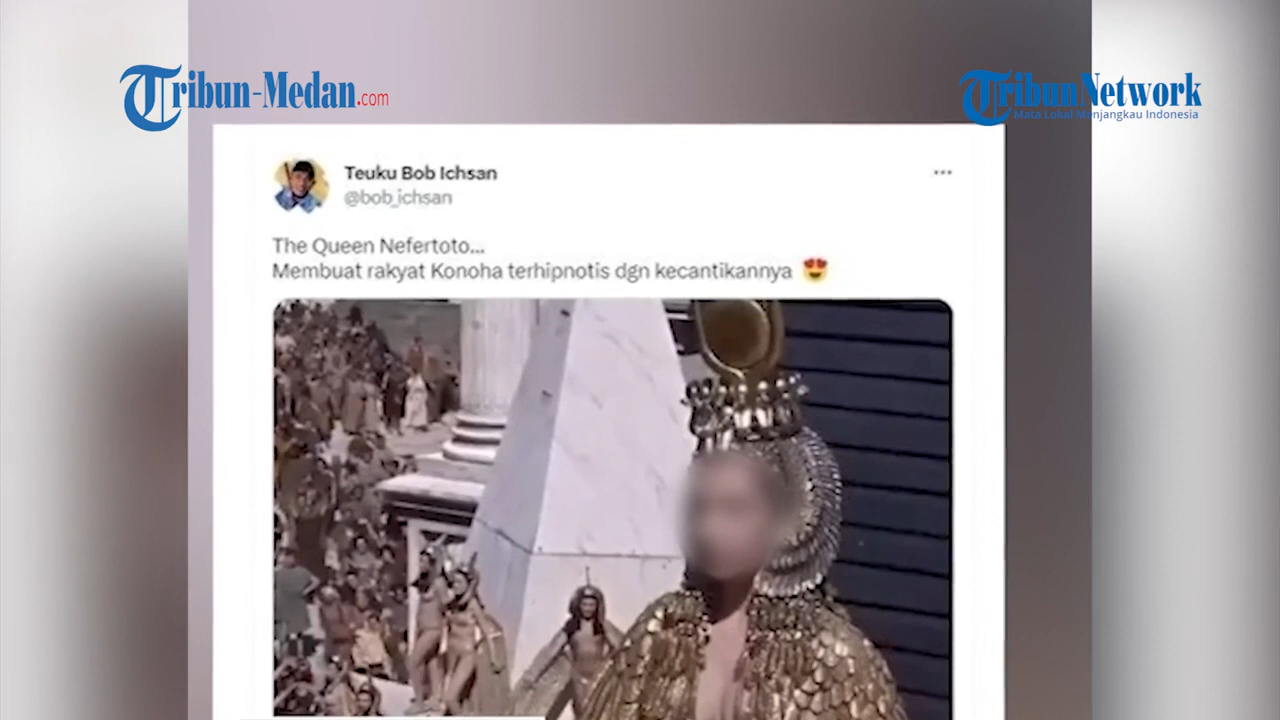 Tribun-Medan.com
TribunNetwork
Mata Lokal Menjangkau Indonesia
Teuku Bob Ichsan
@bob_ichsan
The Queen Nefertoto...
Membuat rakyat Konoha terhipnotis dgn kecantikannya